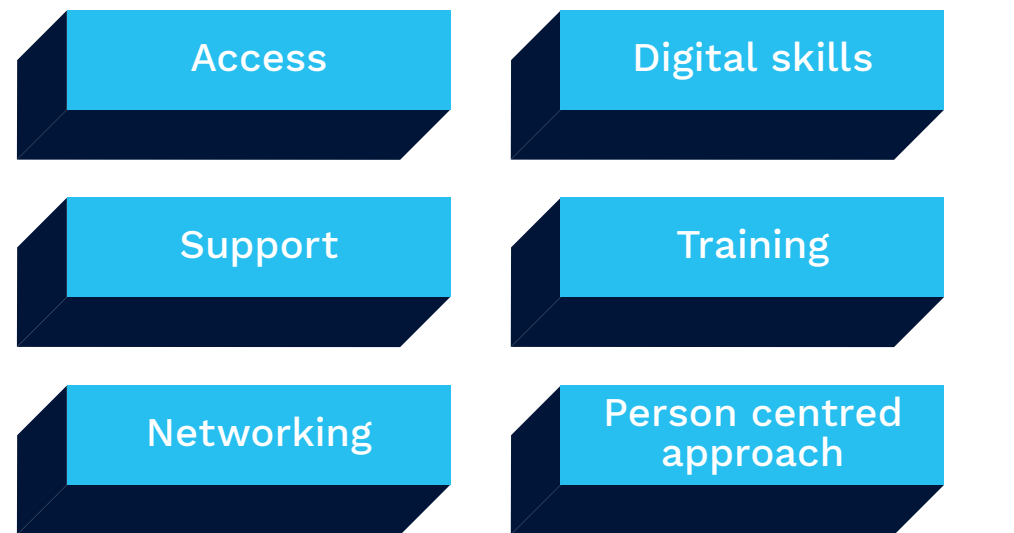 Access
Digital skills
Support
Training
Networking
Person centred
approach